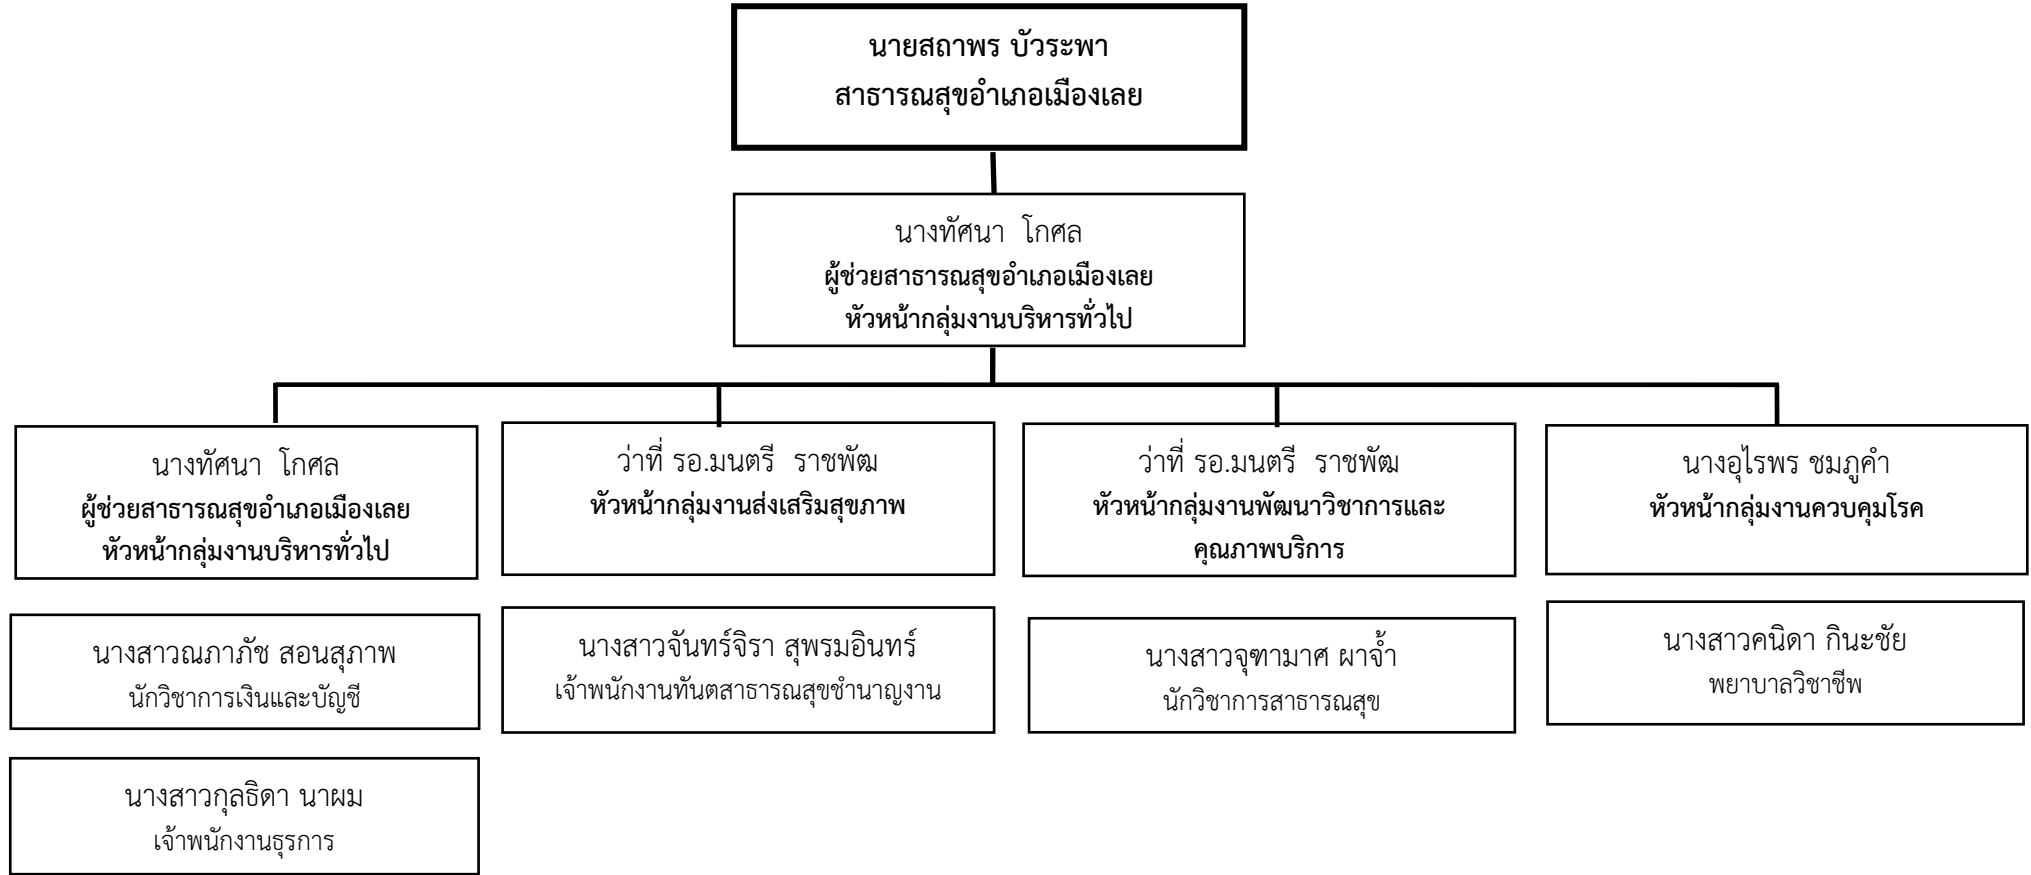 นายสถาพร บัวระพา
สาธารณสุขอำเภอเมืองเลย
นางทัศนา โกศล
ผู้ช่วยสาธารณสุขอำเภอเมืองเลย
หัวหน้ากลุ่มงานบริหารทั่วไป
นางทัศนา โกศล
ผู้ช่วยสาธารณสุขอำเภอเมืองเลย
หัวหน้ากลุ่มงานบริหารทั่วไป
ว่าที่ รอ.มนตรี ราชพัฒ
หัวหน้ากลุ่มงานส่งเสริมสุขภาพ
ว่าที่ รอ.มนตรี ราชพัฒ
หัวหน้ากลุ่มงานพัฒนาวิชาการและ
คุณภาพบริการ
นางอุไรพร ชมภูคำ
หัวหน้ากลุ่มงานควบคุมโรค
นางสาวณภาภัช สอนสุภาพ
นักวิชาการเงินและบัญชี
นางสาวจันทร์จิรา สุพรมอินทร์
เจ้าพนักงานทันตสาธารณสุขชำนาญงาน
นางสาวจุฑามาศ ผาจ้ำ
นักวิชาการสาธารณสุข
นางสาวคนิดา กินะชัย
พยาบาลวิชาชีพ
นางสาวกุลธิดา นาผม
เจ้าพนักงานธุรการ